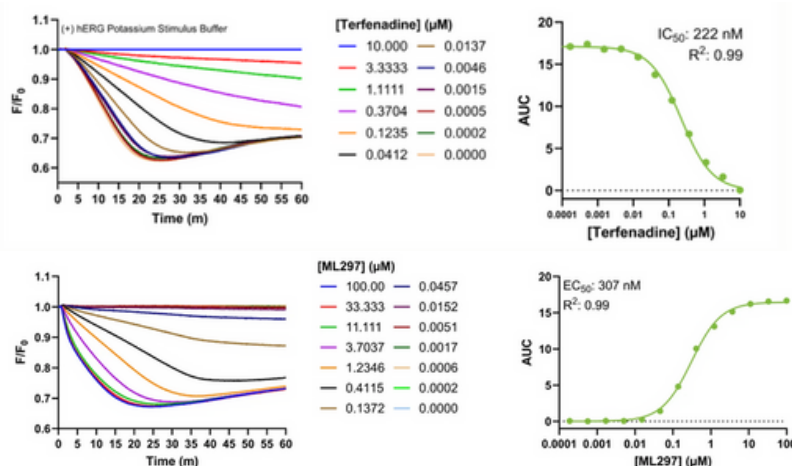 (+) hERG Potassium Stimulus Buffer
[Terfenadine] (µM)
10.000 0.0137
3.3333 0.0046
1.1111 0.0015
0.3704 0.0005
0.1235 0.0002
0.0412 0.0000
F/F0
1.0
0.9
0.8
0.7
0.6
0 5 10 15 20 25 30 35 40 45 50 55 60
Time (m)
IC50: 222 nM
R2: 0.99
AUC
20
15
10
5
0
0.0001 0.001 0.01 0.1 1 10
[Terfenadine] (µM)
[ML297] (µM)
100.00 0.0457
33.333 0.0152
11.111 0.0051
3.7037 0.0017
1.2346 0.0006
0.4115 0.0002
0.1372 0.0000
F/F0
1.1
1.0
0.9
0.8
0.7
0.6
0 5 10 15 20 25 30 35 40 45 50 55 60
Time (m)
EC50: 307 nM
R2: 0.99
AUC
20
15
10
5
0
0.0001 0.001 0.01 0.1 1 10 100
[ML297] (µM)